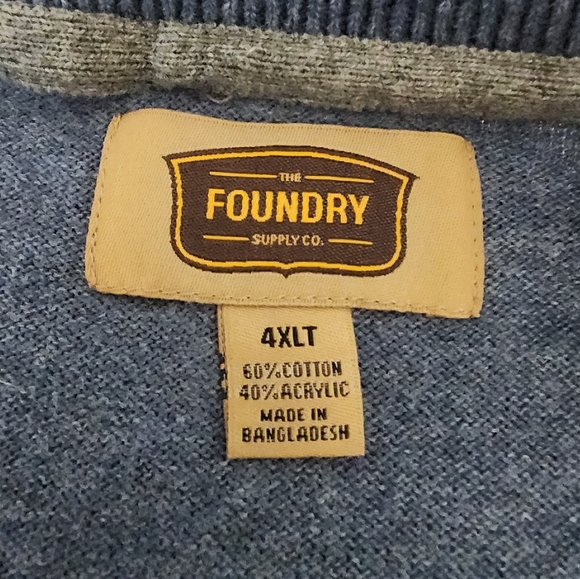 THE
FOUNDRY
SUPPLY CO.
4XLT
60% COTTON
40% ACRYLIC
MADE IN
BANGLADESH